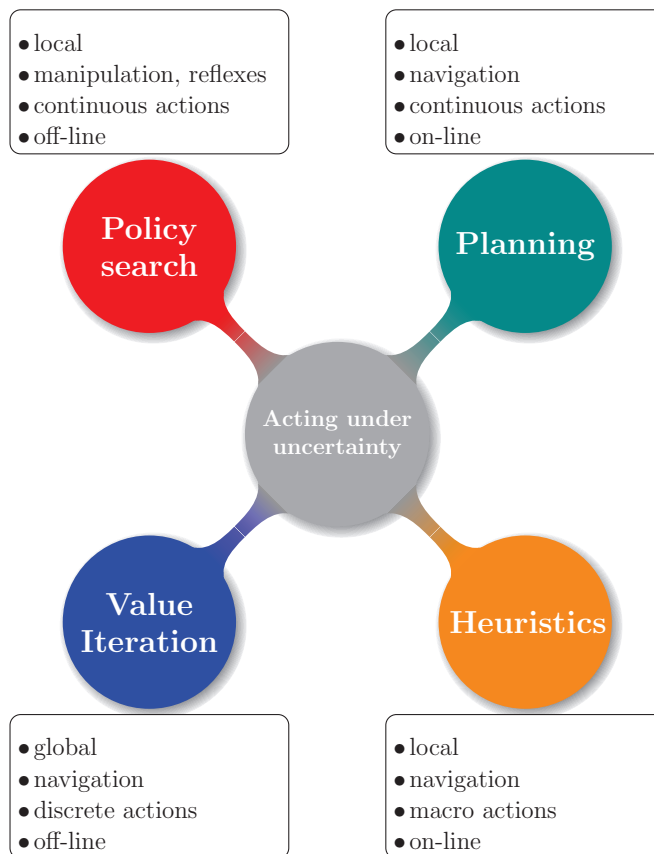 • local
• manipulation, reflexes
• continuous actions
• off-line
• local
• navigation
• continuous actions
• on-line
Policy
search
Planning
Acting under
uncertainty
Value
Iteration
Heuristics
• global
• navigation
• discrete actions
• off-line
• local
• navigation
• macro actions
• on-line